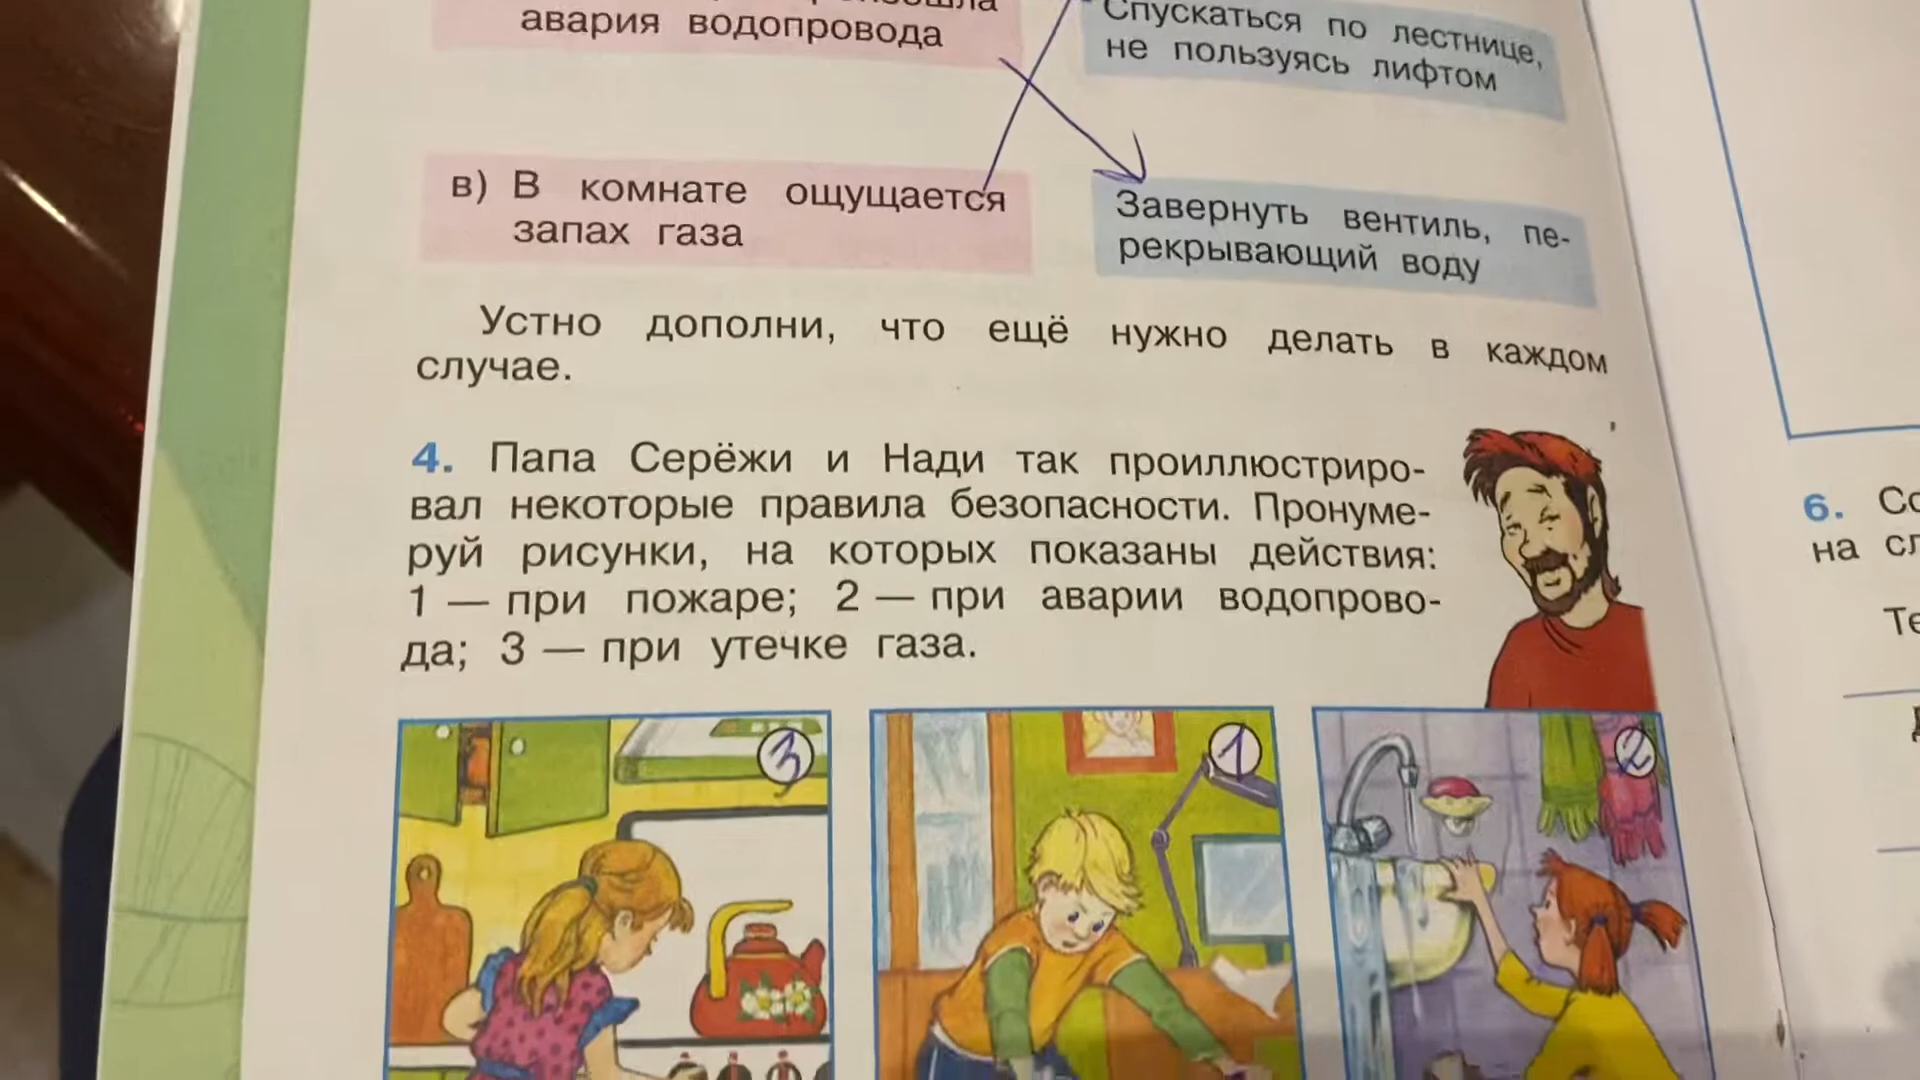 авария водопровода
Спускаться по лестнице,
не пользуясь лифтом
в) В комнате ощущается
запах газа
Завернуть вентиль, пе-
рекрывающий воду
Устно дополни, что ещё нужно делать в каждом
случае.
4. Папа Серёжи и Нади так проиллюстриро-
вал некоторые правила безопасности. Пронуме-
руй рисунки, на которых показаны действия:
1 — при пожаре; 2 — при аварии водопрово-
да; 3 — при утечке газа.
3
1
2
6.
на